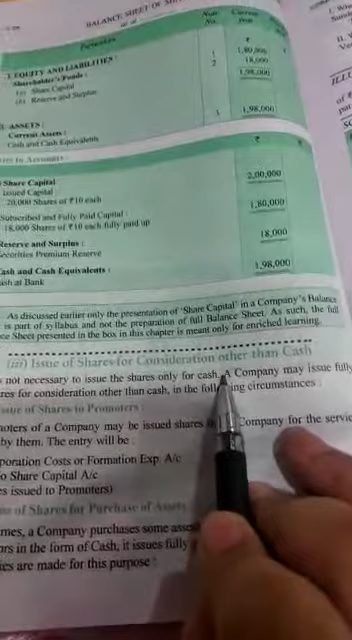 BALANCE SHEET OF
Particulars
Note No.
Current
₹
I. EQUITY AND LIABILITIES :
Shareholder's Funds :
(a) Share Capital 1 1,80,000
(b) Reserve and Surplus 2 18,000
1,98,000
ASSETS :
Current Assets :
Cash and Cash Equivalents 3 1,98,000
to Accounts
₹
Share Capital
Issued Capital
20,000 Shares of ₹10 each 2,00,000
Subscribed and Fully Paid Capital :
18,000 Shares of ₹10 each fully paid up 1,80,000
Reserve and Surplus :
Securities Premium Reserve 18,000
Cash and Cash Equivalents :
Cash at Bank 1,98,000
As discussed earlier only the presentation of 'Share Capital' in a Company's Balance
is part of syllabus and not the preparation of full Balance Sheet. As such, the full
ce Sheet presented in the box in this chapter is meant only for enriched learning.
(iii) Issue of Shares for Consideration other than Cash
not necessary to issue the shares only for cash. A Company may issue fully
res for consideration other than cash, in the following circumstances :
ssue of Shares to Promoters :
moters of a Company may be issued shares Company for the servic
by them. The entry will be :
poration Costs or Formation Exp. A/c
o Share Capital A/c
es issued to Promoters)
ue of Shares for Purchase of Assets
mes, a Company purchases some asse
ors in the form of Cash, it issues fully
ies are made for this purpose :